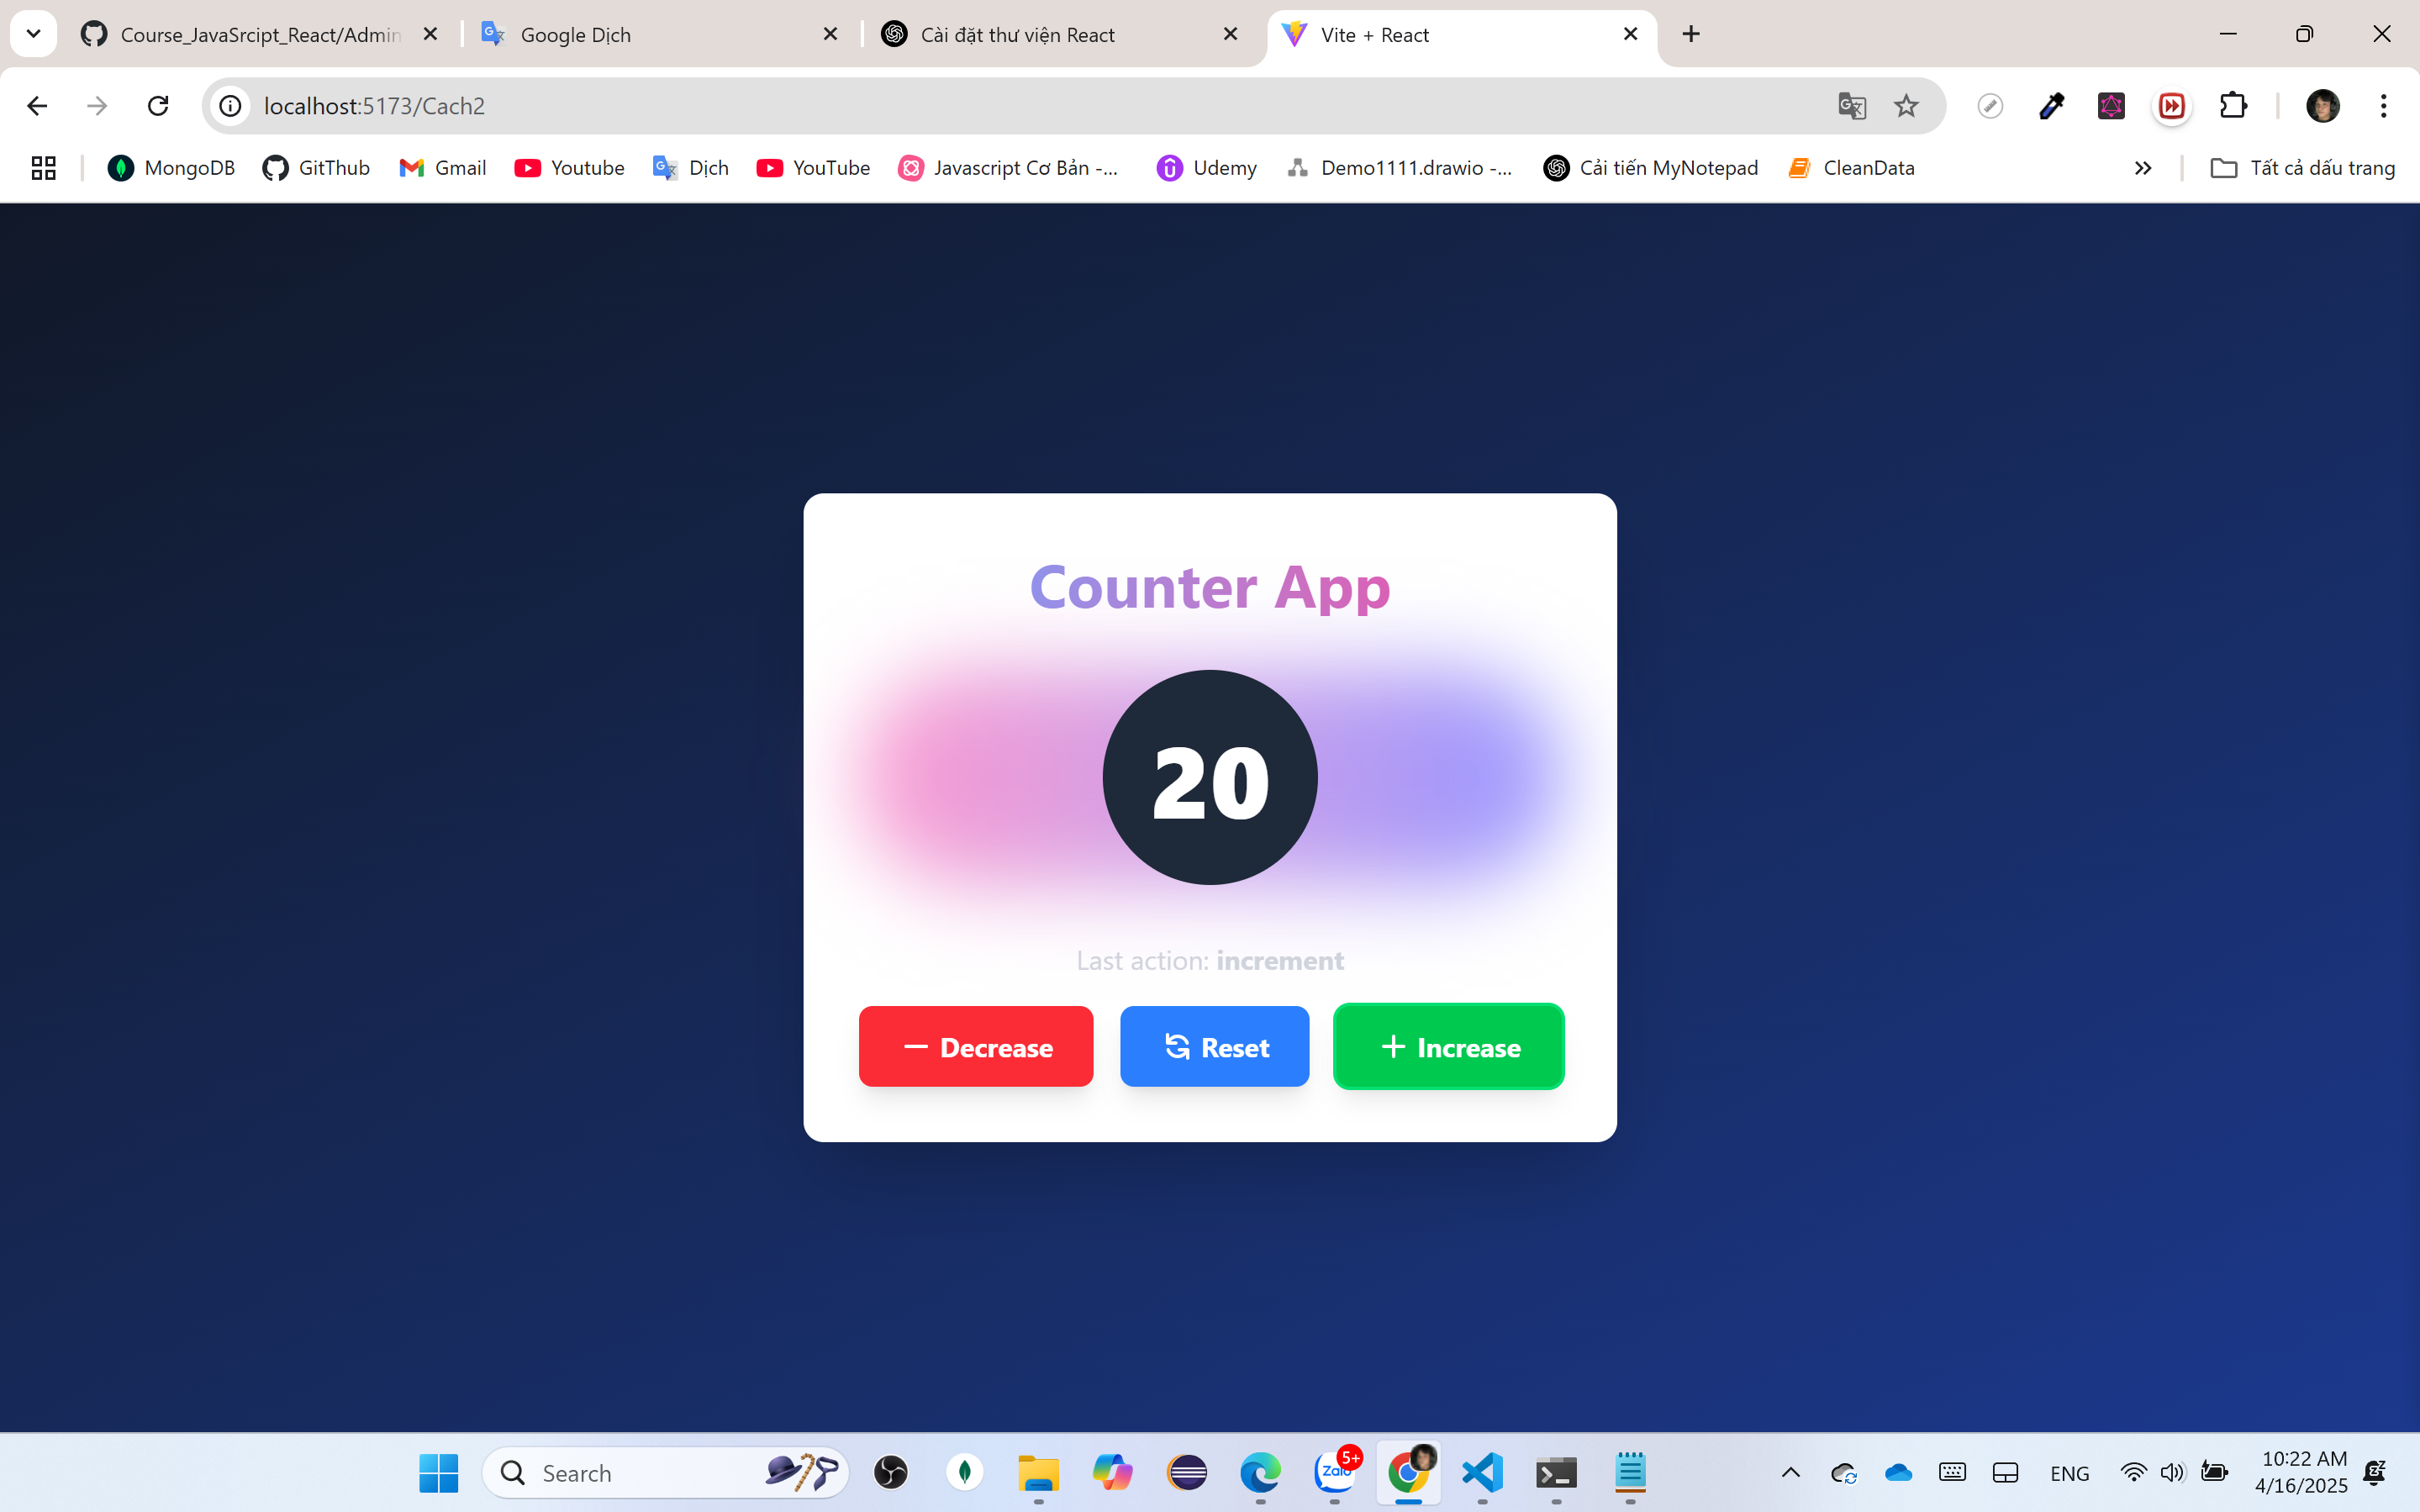 Course_JavaSrcipt_React/Admin
Google Dịch
Cài đặt thư viện React
Vite + React
localhost:5173/Cach2
MongoDB
GitThub
Gmail
Youtube
Dịch
YouTube
Javascript Cơ Bản -...
Udemy
Demo1111.drawio -...
Cải tiến MyNotepad
CleanData
Tất cả dấu trang
Counter App
20
Last action: increment
Decrease
Reset
Increase
Search
Zalo
5+
ENG
10:22 AM
4/16/2025